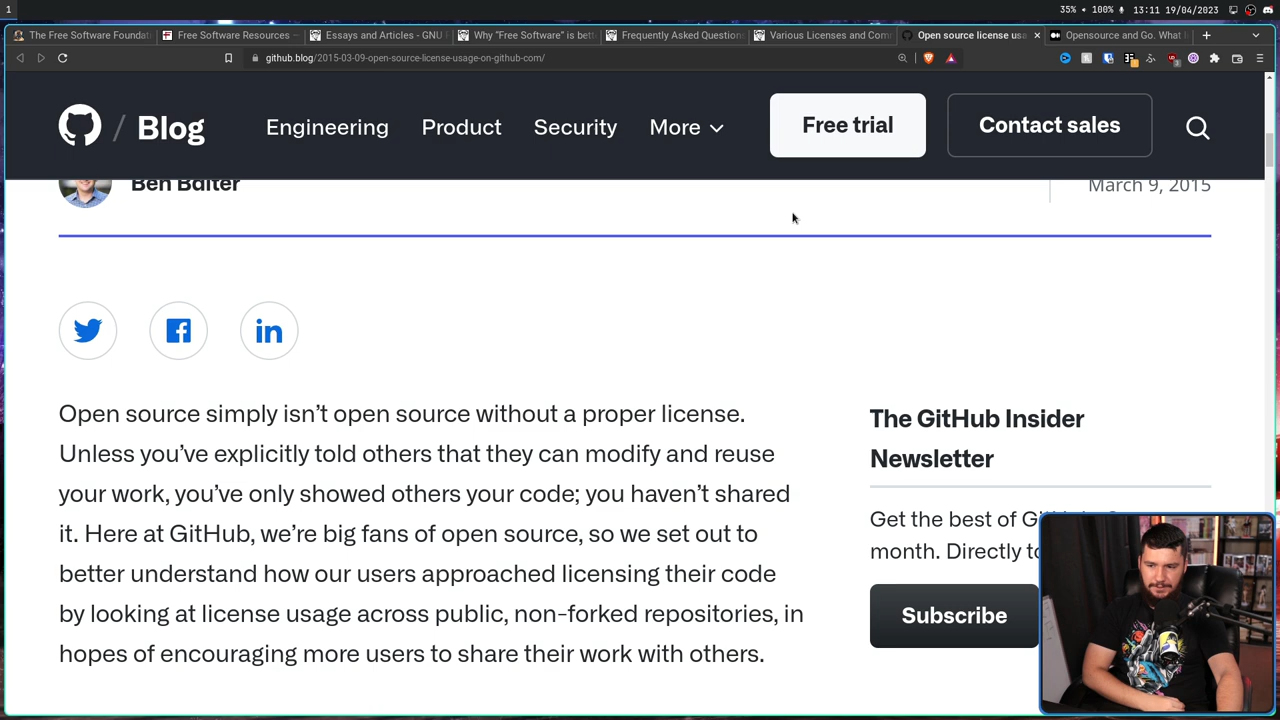 1
35%
100%
13:11 19/04/2023
The Free Software Foundati
Free Software Resources —
Essays and Articles - GNU
Why "Free Software" is bett
Frequently Asked Question
Various Licenses and Com
Open source license usa
Opensource and Go. What
github.blog/2015-03-09-open-source-license-usage-on-github-com/
/ Blog
Engineering
Product
Security
More
Free trial
Contact sales
Ben Balter
March 9, 2015
Open source simply isn't open source without a proper license.
Unless you've explicitly told others that they can modify and reuse
your work, you've only showed others your code; you haven't shared
it. Here at GitHub, we're big fans of open source, so we set out to
better understand how our users approached licensing their code
by looking at license usage across public, non-forked repositories, in
hopes of encouraging more users to share their work with others.
The GitHub Insider
Newsletter
Get the best of
month. Directly
Subscribe